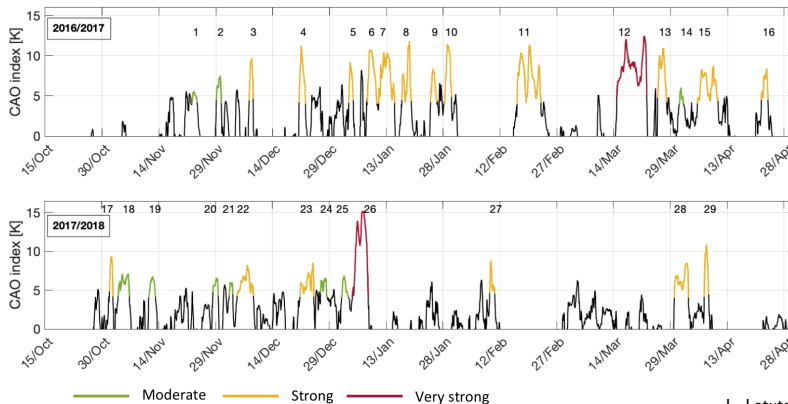 2016/2017
1 2 3 4 5 6 7 8 9 10 11 12 13 14 15 16
CAO index [K]
15
10
5
0
15/Oct 30/Oct 14/Nov 29/Nov 14/Dec 29/Dec 13/Jan 28/Jan 12/Feb 27/Feb 14/Mar 29/Mar 13/Apr 28/Apr
17 18 19 20 21 22 23 24 25 26 27 28 29
2017/2018
CAO index [K]
15
10
5
0
15/Oct 30/Oct 14/Nov 29/Nov 14/Dec 29/Dec 13/Jan 28/Jan 12/Feb 27/Feb 14/Mar 29/Mar 13/Apr 28/Apr
Moderate Strong Very strong